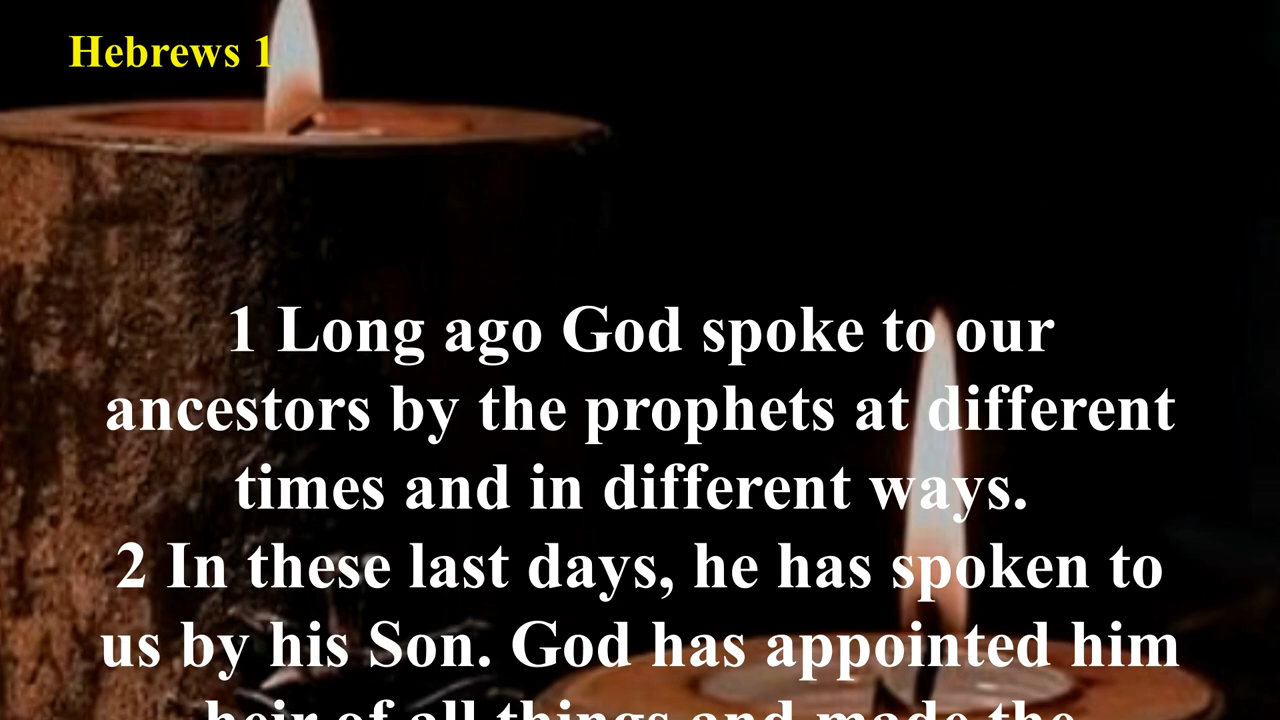 Hebrews 1
1 Long ago God spoke to our
ancestors by the prophets at different
times and in different ways.
2 In these last days, he has spoken to
us by his Son. God has appointed him
heir of all things and made the